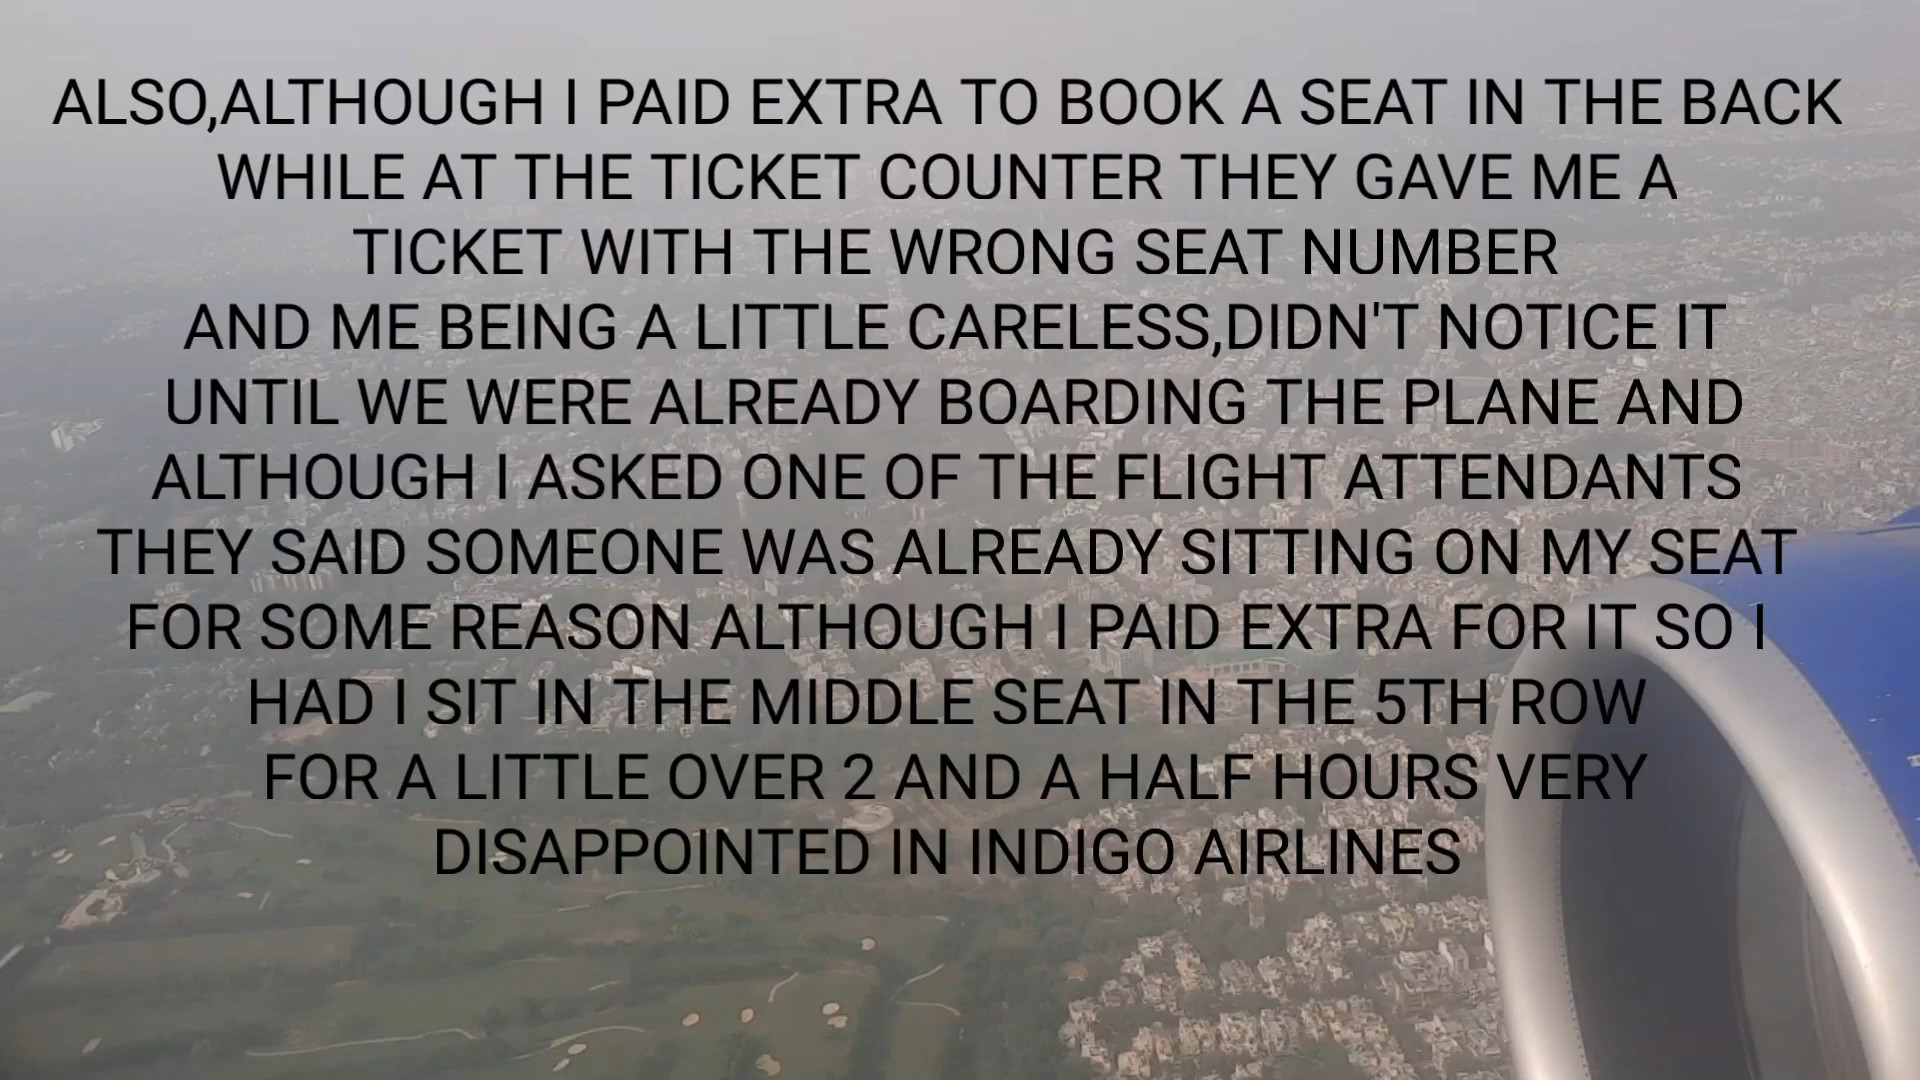 ALSO,ALTHOUGH I PAID EXTRA TO BOOK A SEAT IN THE BACK
WHILE AT THE TICKET COUNTER THEY GAVE ME A
TICKET WITH THE WRONG SEAT NUMBER
AND ME BEING A LITTLE CARELESS,DIDN'T NOTICE IT
UNTIL WE WERE ALREADY BOARDING THE PLANE AND
ALTHOUGH I ASKED ONE OF THE FLIGHT ATTENDANTS
THEY SAID SOMEONE WAS ALREADY SITTING ON MY SEAT
FOR SOME REASON ALTHOUGH I PAID EXTRA FOR IT SO I
HAD I SIT IN THE MIDDLE SEAT IN THE 5TH ROW
FOR A LITTLE OVER 2 AND A HALF HOURS VERY
DISAPPOINTED IN INDIGO AIRLINES